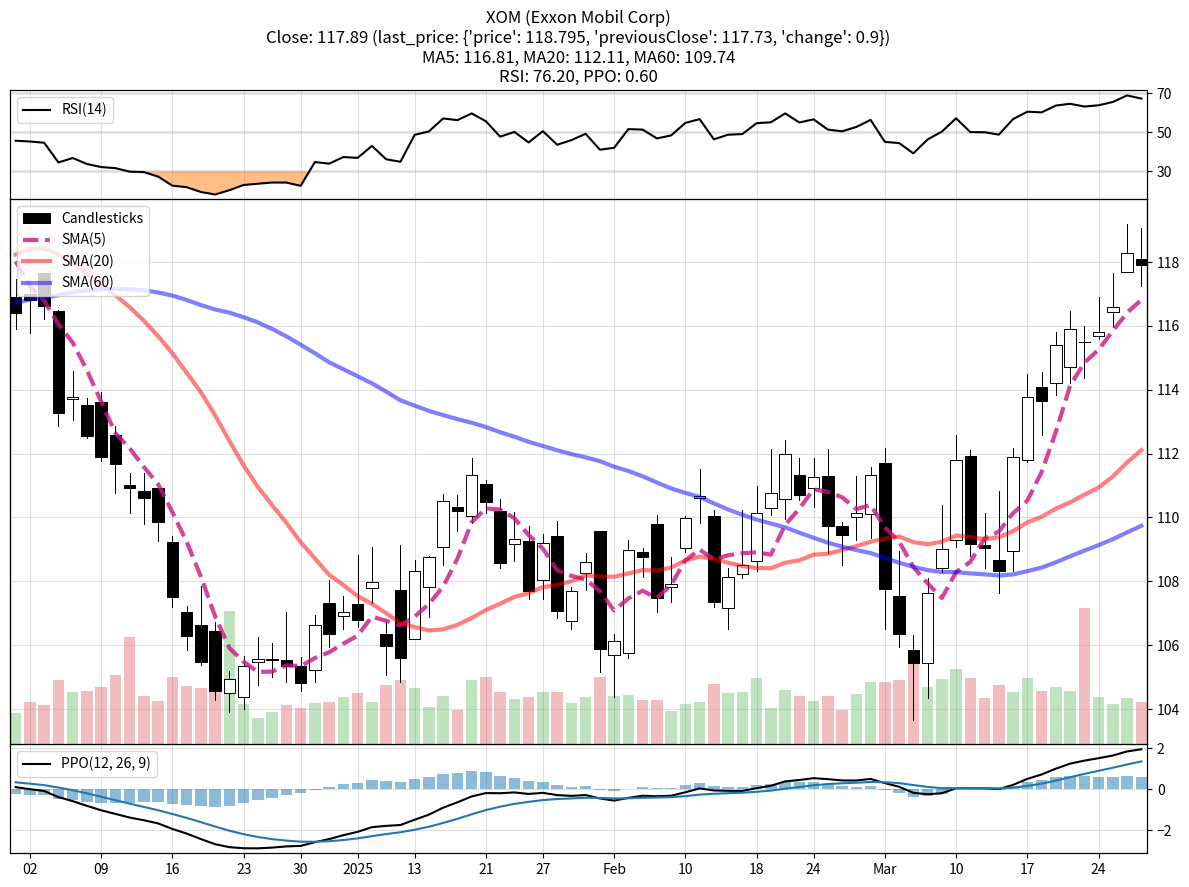 XOM (Exxon Mobil Corp)
Close: 117.89 (last_price: {'price': 118.795, 'previousClose': 117.73, 'change': 0.9})
MA5: 116.81, MA20: 112.11, MA60: 109.74
RSI: 76.20, PPO: 0.60
RSI(14)
70
50
30
Candlesticks
SMA(5)
SMA(20)
SMA(60)
118
116
114
112
110
108
106
104
PPO(12, 26, 9)
2
0
−2
02 09 16 23 30 2025 13 21 27 Feb 10 18 24 Mar 10 17 24